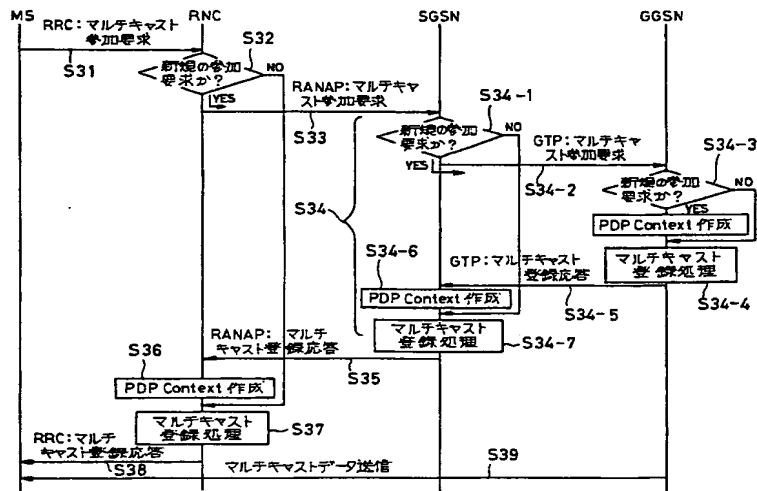 MS
RNC
SGSN
GGSN
RRC:マルチキャスト
参加要求
S31
新規の参加
要求か?
S32
NO
YES
RANAP:マルチキャ
スト参加要求
S33
S34
新規の参加
要求か?
S34-1
NO
YES
GTP:マルチキャ
スト参加要求
S34-2
新規の参加
要求か?
S34-3
NO
YES
PDP Context 作成
マルチキャスト
登録処理
S34-4
GTP:マルチキャスト
登録応答
S34-5
S34-6
PDP Context 作成
マルチキャスト
登録処理
S34-7
RANAP:マルチ
キャスト登録応答
S35
S36
PDP Context 作成
マルチキャスト
登録処理
S37
RRC:マルチ
キャスト登録応答
S38
マルチキャストデータ送信
S39